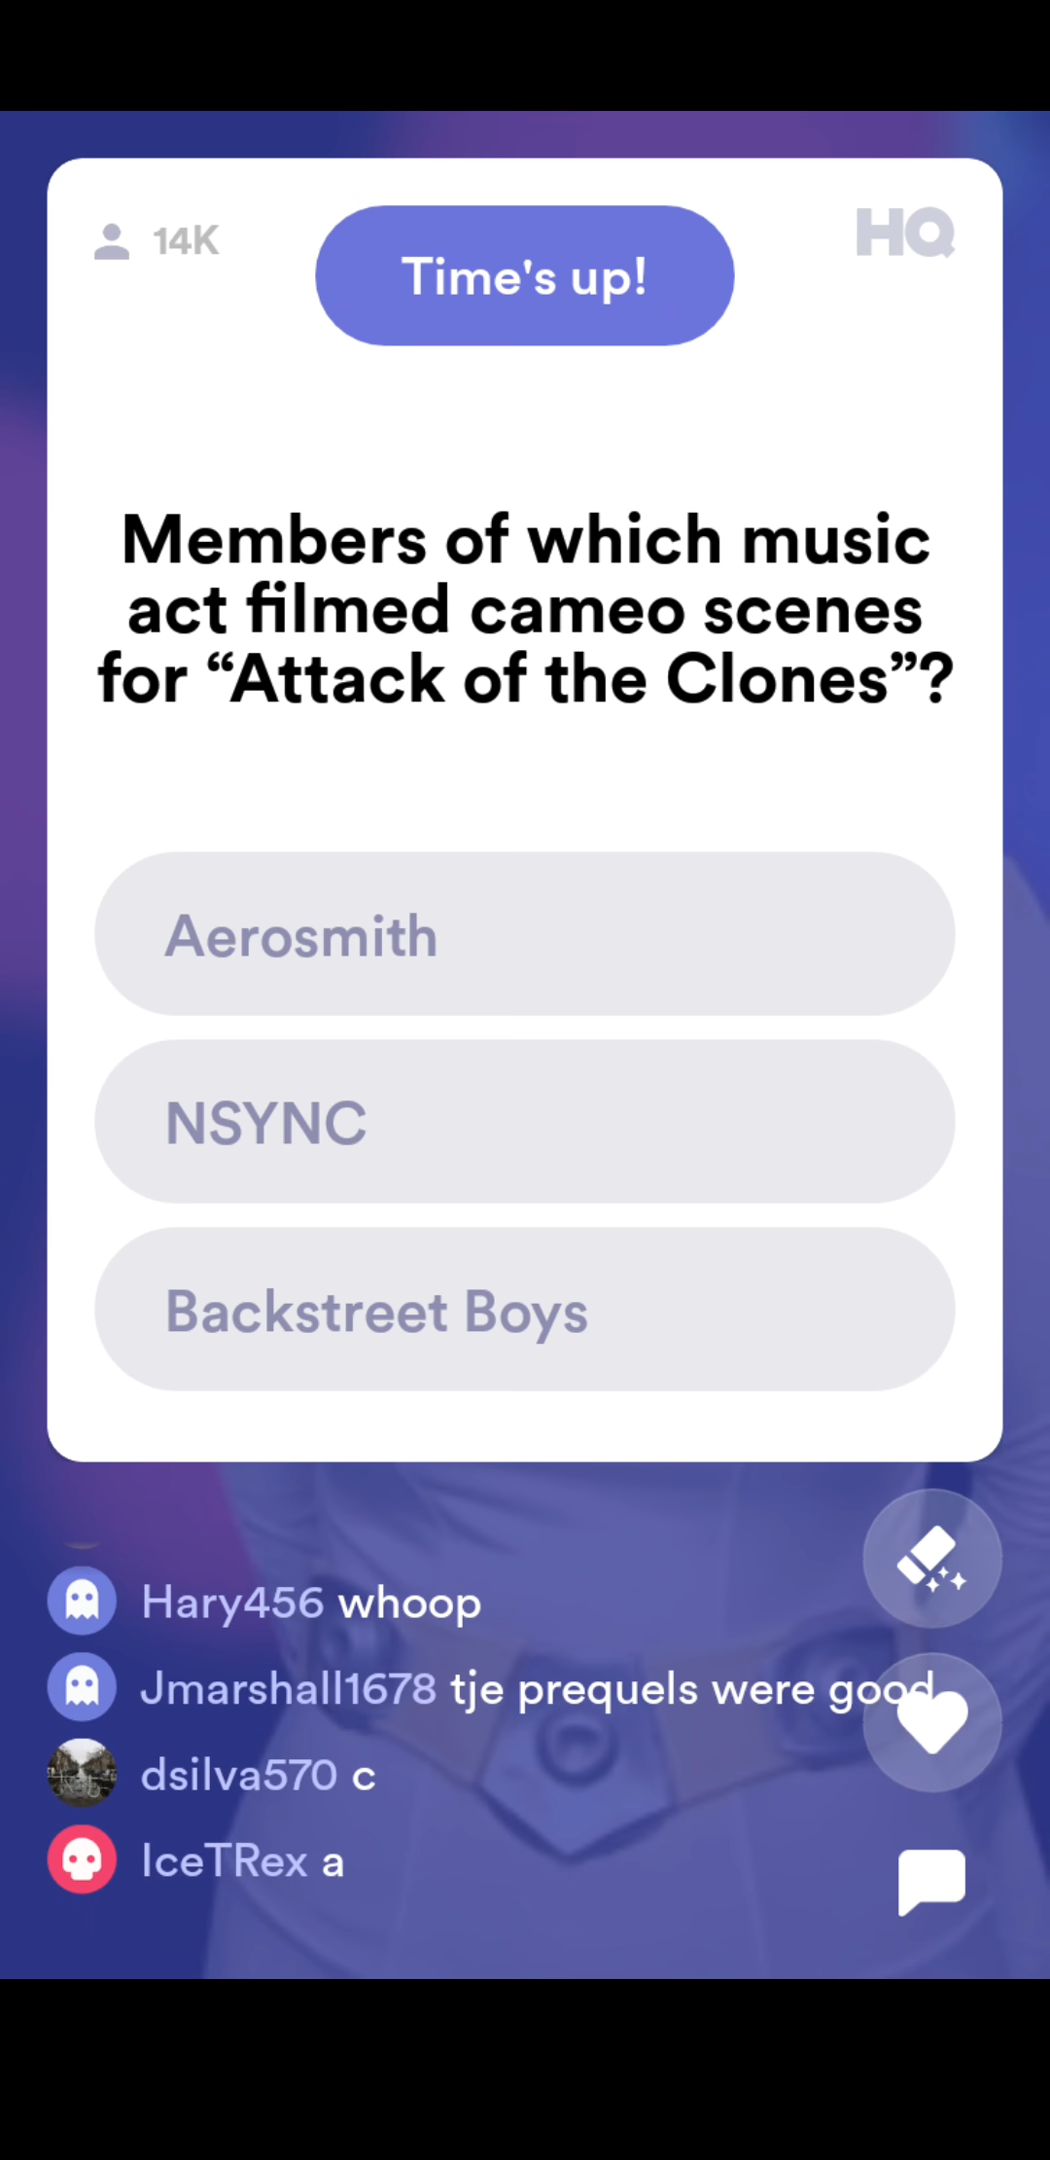 14K
Time's up!
HQ
Members of which music
act filmed cameo scenes
for “Attack of the Clones”?
Aerosmith
NSYNC
Backstreet Boys
Hary456 whoop
Jmarshall1678 tje prequels were good
dsilva570 c
IceTRex a